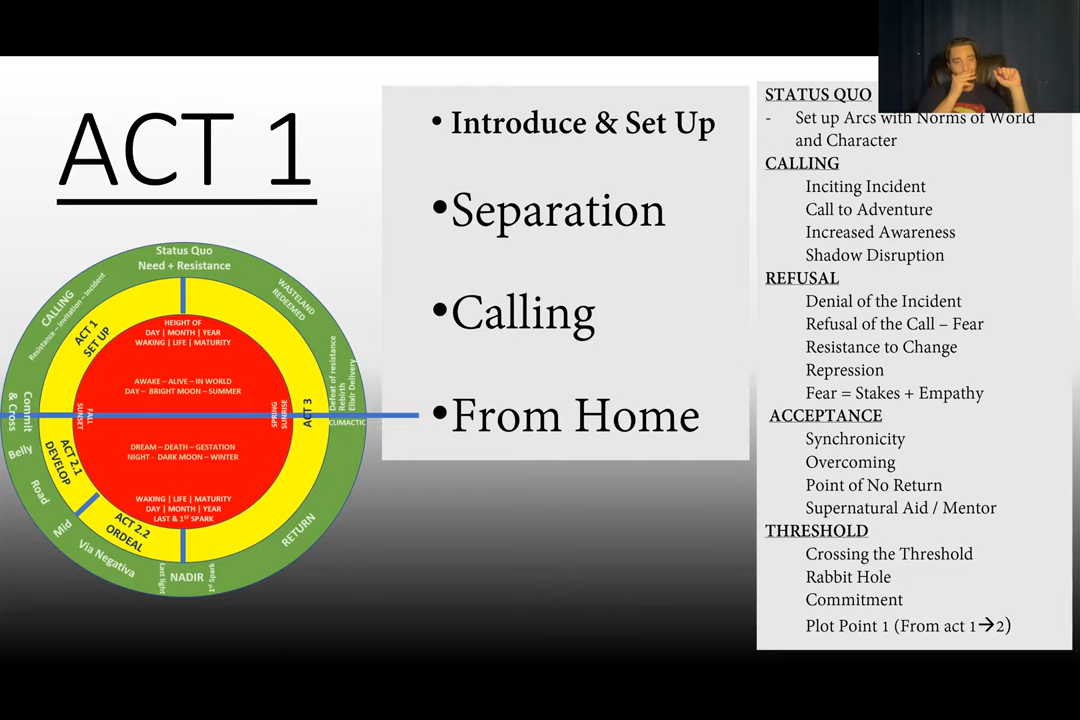 ACT 1
• Introduce & Set Up
•Separation
•Calling
•From Home
STATUS QUO
- Set up Arcs with Norms of World
and Character
CALLING
Inciting Incident
Call to Adventure
Increased Awareness
Shadow Disruption
REFUSAL
Denial of the Incident
Refusal of the Call – Fear
Resistance to Change
Repression
Fear = Stakes + Empathy
ACCEPTANCE
Synchronicity
Overcoming
Point of No Return
Supernatural Aid / Mentor
THRESHOLD
Crossing the Threshold
Rabbit Hole
Commitment
Plot Point 1 (From act 1→2)
Status Quo
Need + Resistance
WASTELAND
REDEEMED
Defeat of resistance
Rebirth
Elixir Delivery
CLIMACTIC
RETURN
1st Spark
NADIR
Last light
Via Negativa
Mid
Road
Belly
Commit
& Cross
CALLING
Resistance – Invitation – Incident
ACT 1
SET UP
ACT 2.1
DEVELOP
ACT 2.2
ORDEAL
ACT 3
HEIGHT OF
DAY | MONTH | YEAR
WAKING | LIFE | MATURITY
AWAKE – ALIVE – IN WORLD
DAY – BRIGHT MOON – SUMMER
FALL
SUNSET
SUNRISE
SPRING
DREAM – DEATH – GESTATION
NIGHT - DARK MOON – WINTER
WAKING | LIFE | MATURITY
DAY | MONTH | YEAR
LAST & 1ST SPARK